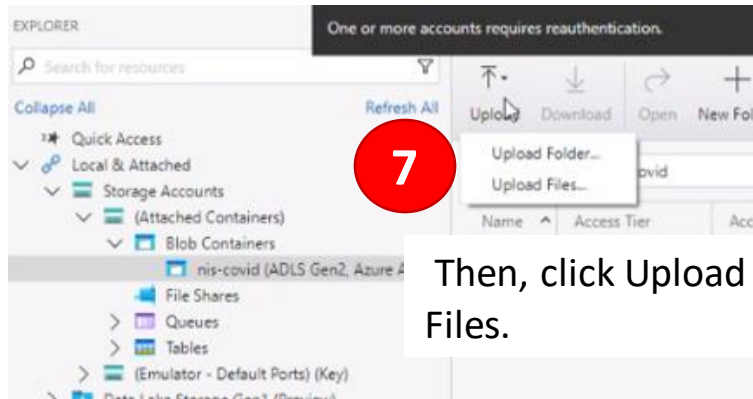 EXPLORER
One or more accounts requires reauthentication.
Search for resources
Collapse All
Refresh All
Upload
Download
Open
New Fol
Quick Access
Local & Attached
7
Upload Folder...
ovid
Upload Files...
Storage Accounts
(Attached Containers)
Name
Access Tier
Acc
Blob Containers
nis-covid (ADLS Gen2, Azure A
Then, click Upload
Files.
File Shares
Queues
Tables
(Emulator - Default Ports) (Key)
Data Lake Storage Gen1 (Preview)